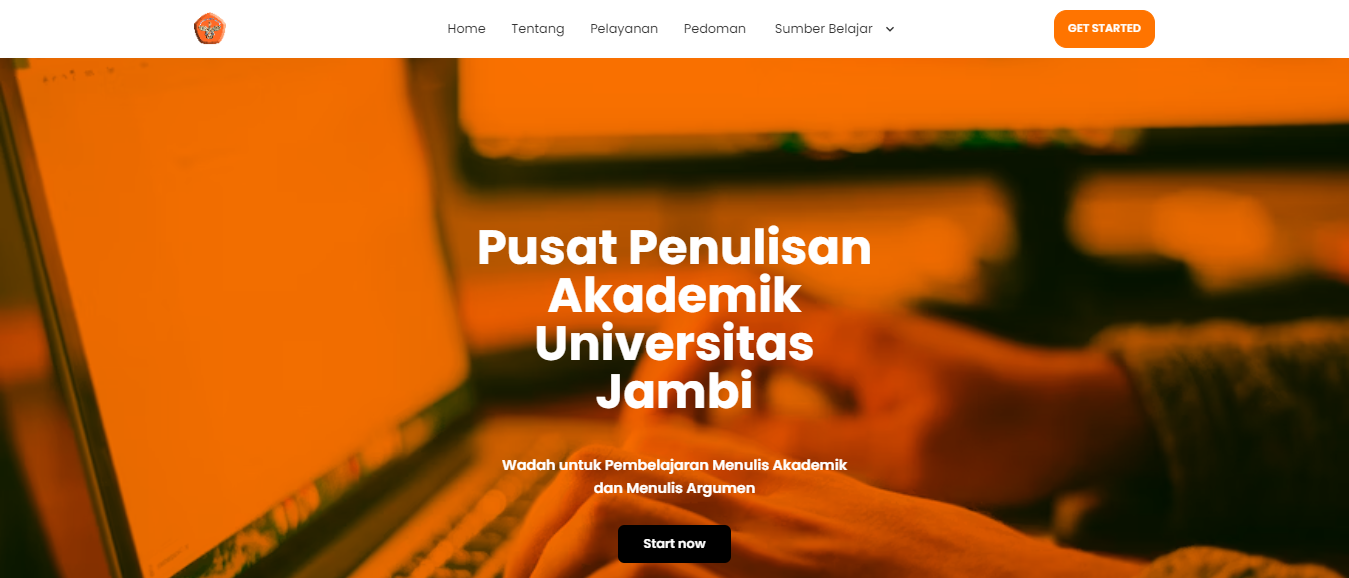 Home Tentang Pelayanan Pedoman Sumber Belajar GET STARTED
Pusat Penulisan
Akademik
Universitas
Jambi
Wadah untuk Pembelajaran Menulis Akademik
dan Menulis Argumen
Start now